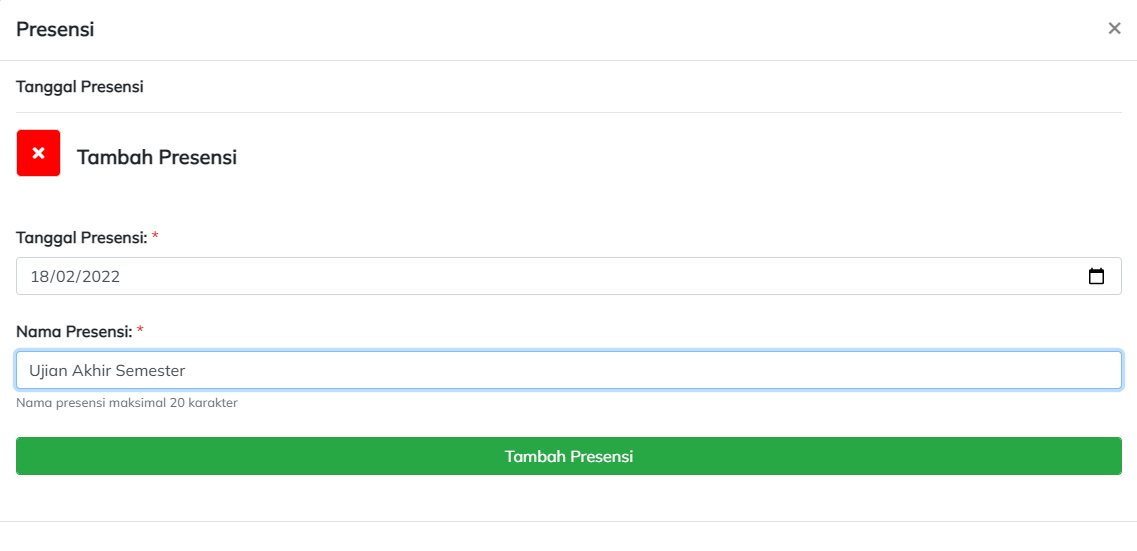 Presensi
Tanggal Presensi
Tambah Presensi
Tanggal Presensi: *
18/02/2022
Nama Presensi: *
Ujian Akhir Semester
Nama presensi maksimal 20 karakter
Tambah Presensi